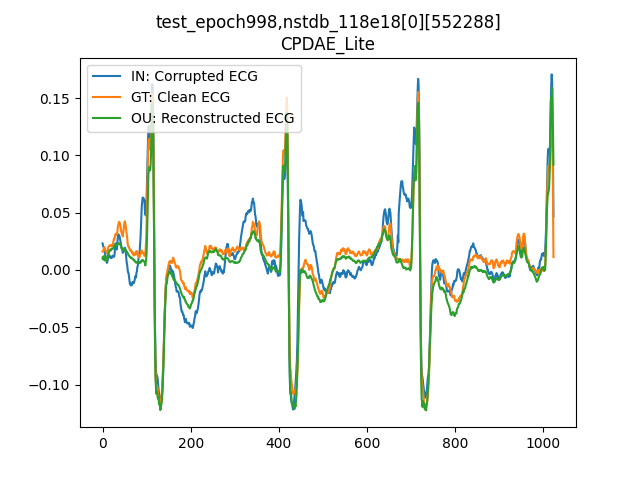 test_epoch998,nstdb_118e18[0][552288]
CPDAE_Lite
IN: Corrupted ECG
GT: Clean ECG
OU: Reconstructed ECG
0.15
0.10
0.05
0.00
−0.05
−0.10
0 200 400 600 800 1000